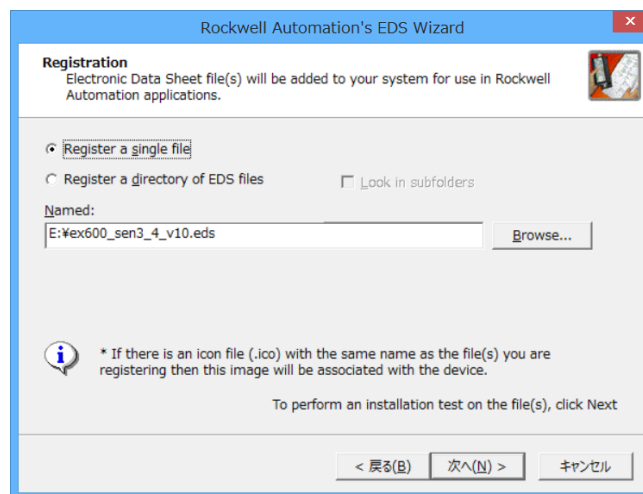 Rockwell Automation's EDS Wizard
Registration
Electronic Data Sheet file(s) will be added to your system for use in Rockwell
Automation applications.
Register a single file
Register a directory of EDS files
Look in subfolders
Named:
E:¥ex600_sen3_4_v10.eds
Browse...
* If there is an icon file (.ico) with the same name as the file(s) you are
registering then this image will be associated with the device.
To perform an installation test on the file(s), click Next
< 戻る(B)
次へ(N) >
キャンセル